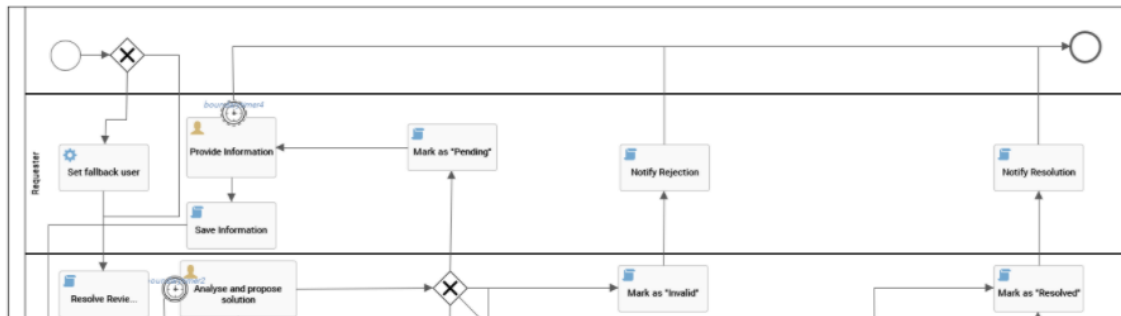 Provide Information
Mark as "Pending"
Requester
Set fallback user
Notify Rejection
Notify Resolution
Save Information
Analyse and propose
solution
Resolve Revie...
Mark as "Invalid"
Mark as "Resolved"